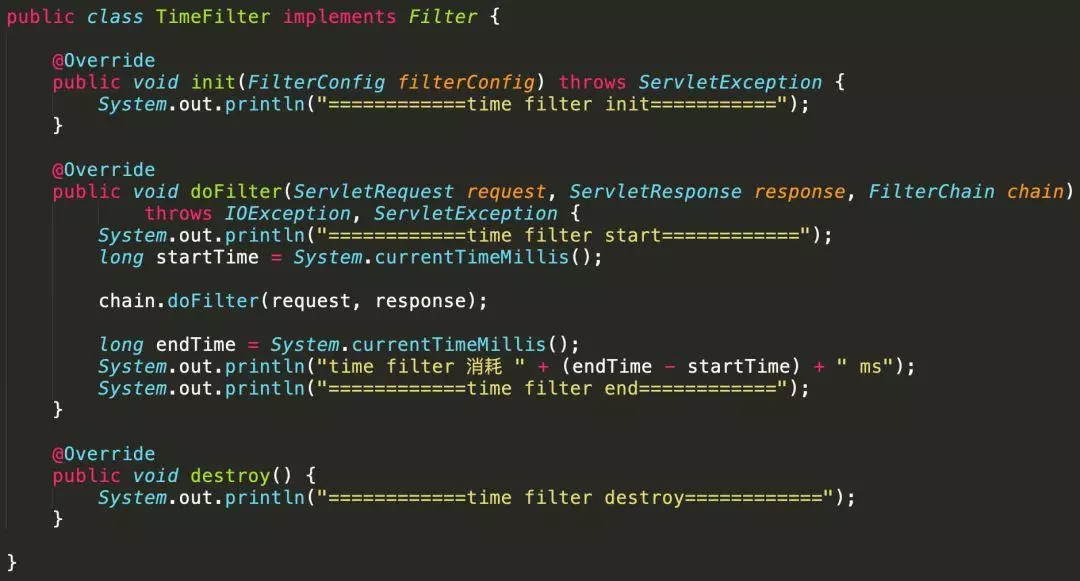 public class TimeFilter implements Filter {
@Override
public void init(FilterConfig filterConfig) throws ServletException {
System.out.println("============time filter init===========");
}
@Override
public void doFilter(ServletRequest request, ServletResponse response, FilterChain chain)
throws IOException, ServletException {
System.out.println("============time filter start============");
long startTime = System.currentTimeMillis();
chain.doFilter(request, response);
long endTime = System.currentTimeMillis();
System.out.println("time filter 消耗 " + (endTime - startTime) + " ms");
System.out.println("============time filter end============");
}
@Override
public void destroy() {
System.out.println("============time filter destroy============");
}
}